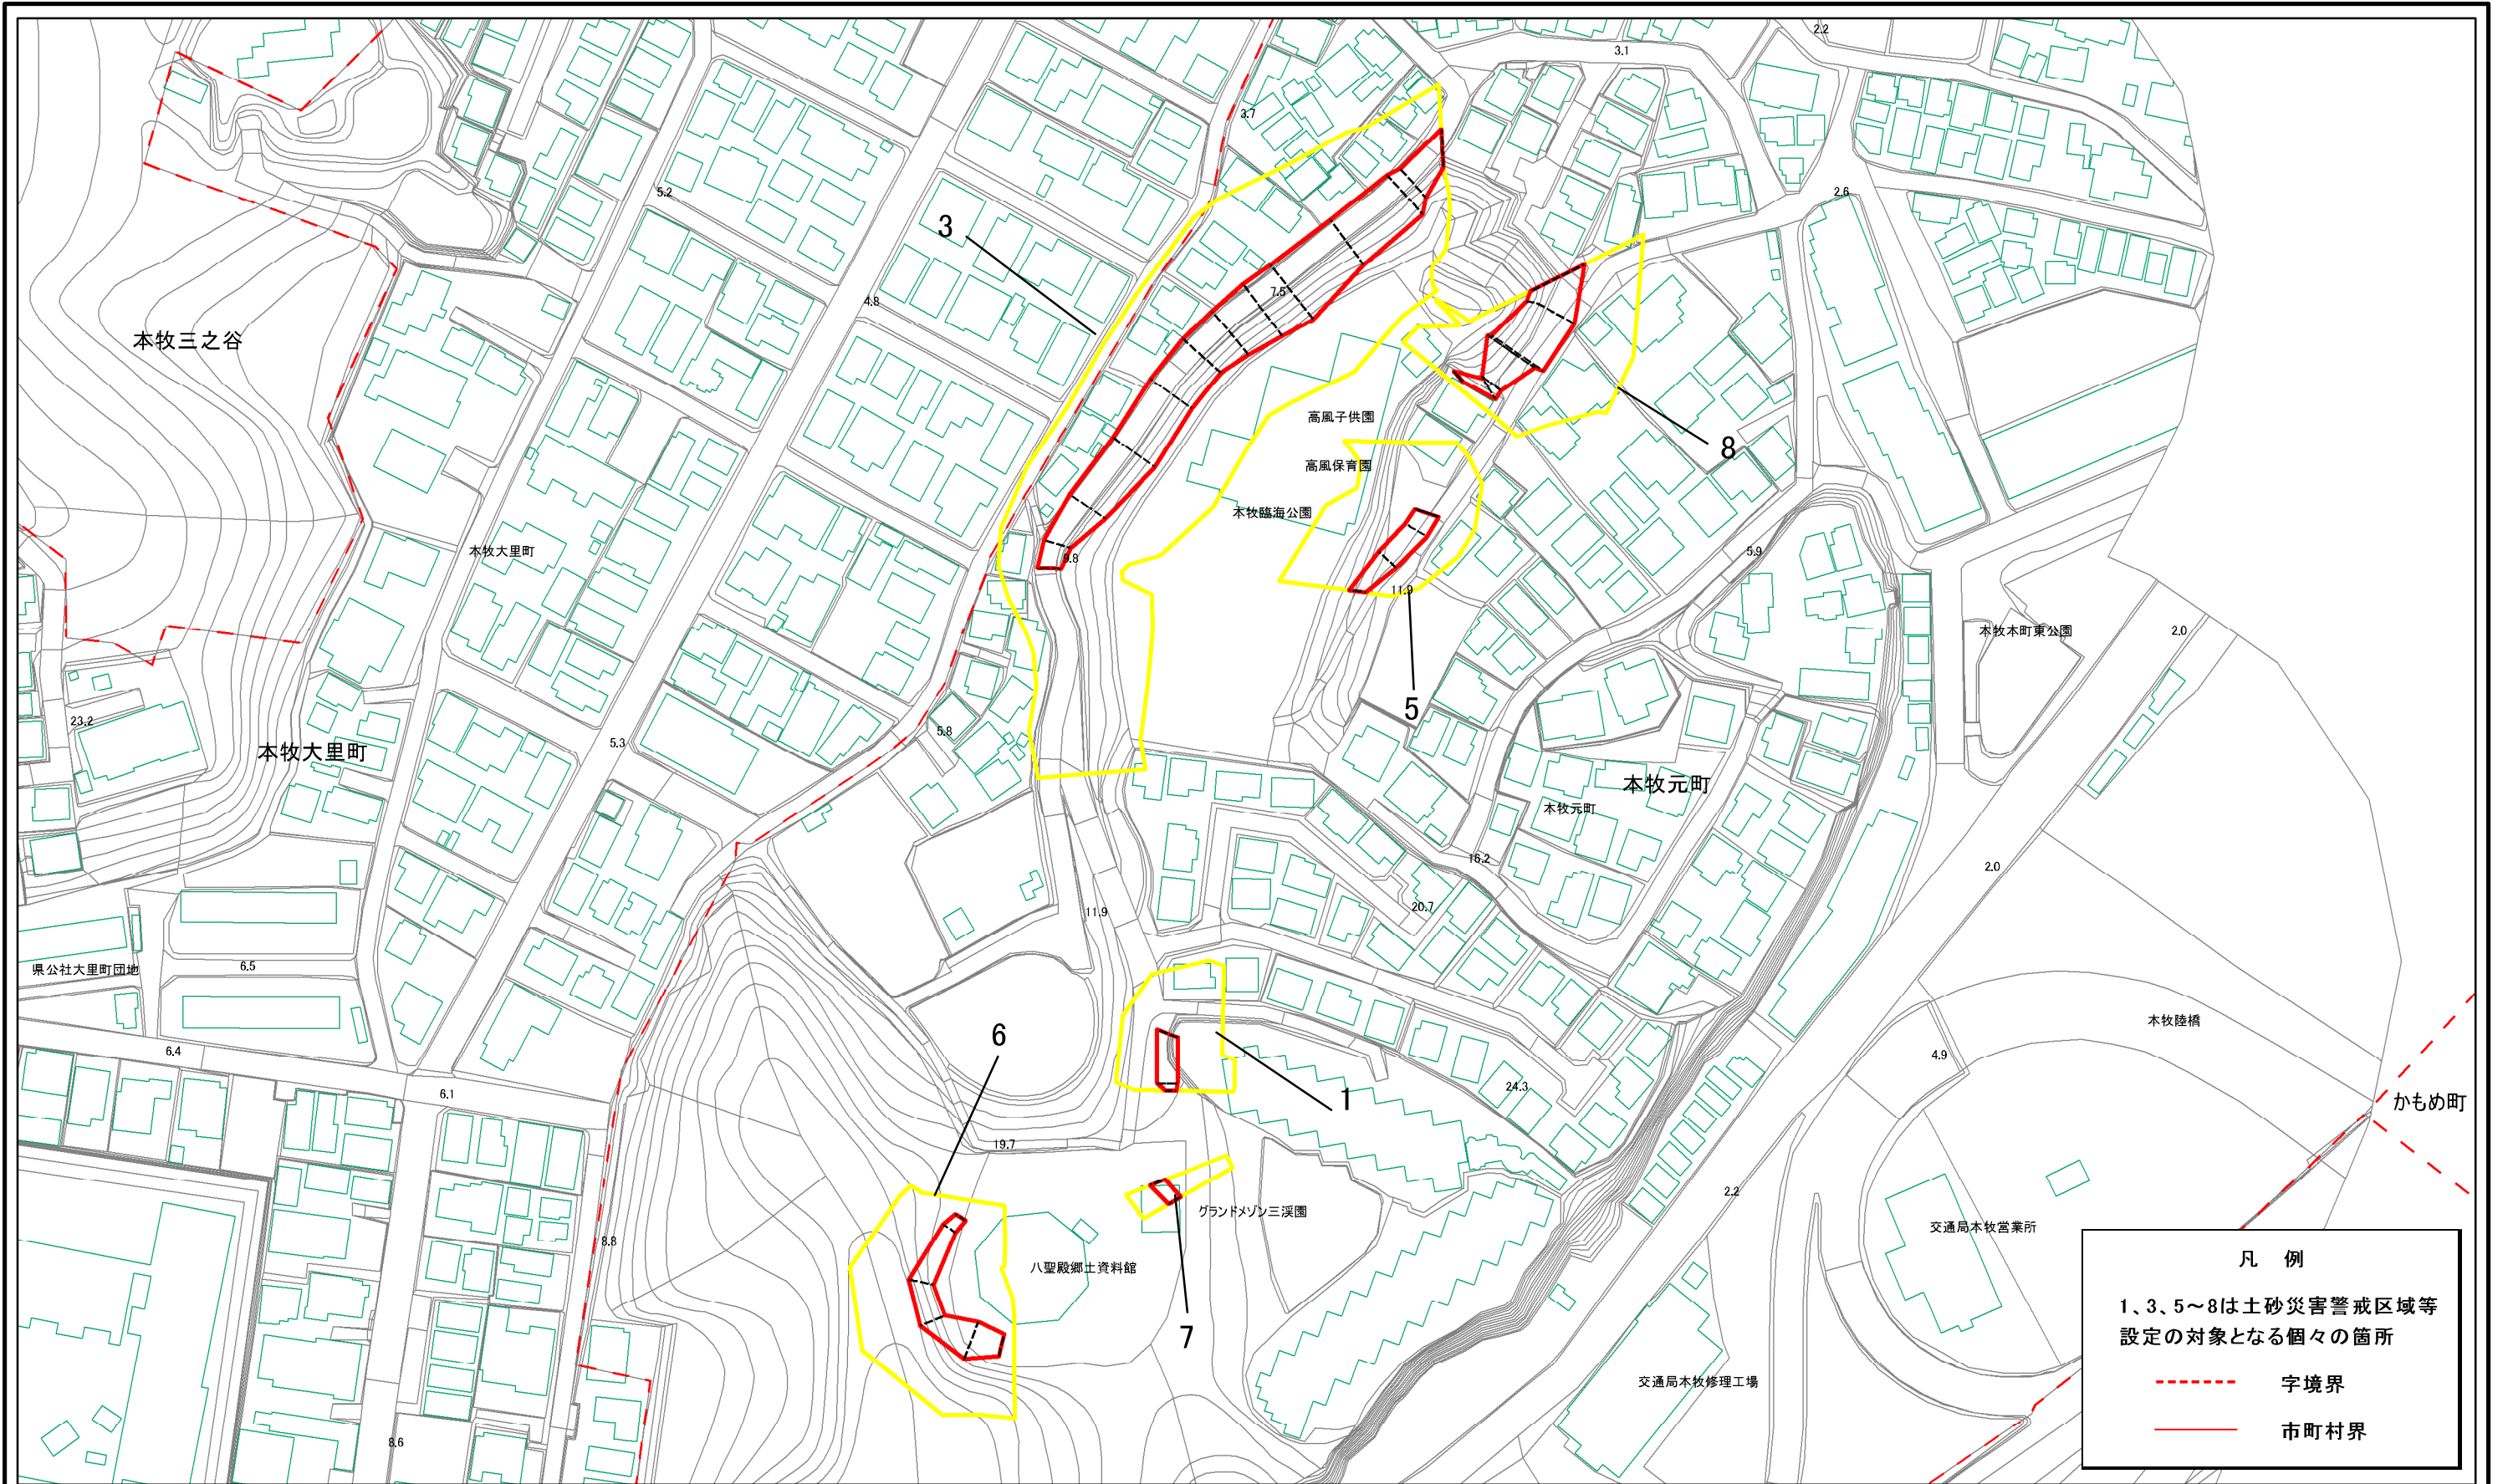 2.2
3.1
3.7
5.2
2.6
3
7.5
4.8
本牧三之谷
高風子供園
8
高風保育園
本牧臨海公園
本牧大里町
9.8
5.9
11.9
本牧本町東公園
2.0
5
23.2
5.8
5.3
本牧大里町
本牧元町
本牧元町
16.2
2.0
20.7
11.9
県公社大里町団地
6.5
本牧陸橋
6
6.4
4.9
24.3
6.1
1
かもめ町
19.7
2.2
グランドメゾン三渓園
交通局本牧営業所
8.8
八聖殿郷土資料館
7
交通局本牧修理工場
8.6
凡 例
1、3、5～8は土砂災害警戒区域等
設定の対象となる個々の箇所
字境界
市町村界